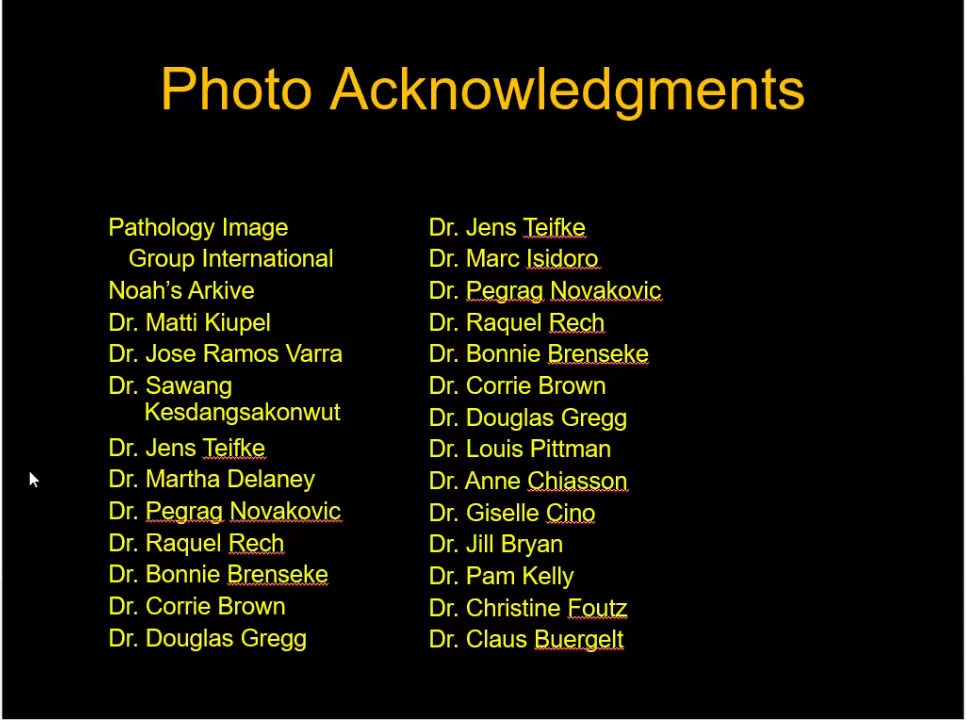 Photo Acknowledgments
Pathology Image
Group International
Noah's Arkive
Dr. Matti Kiupel
Dr. Jose Ramos Varra
Dr. Sawang
Kesdangsakonwut
Dr. Jens Teifke
Dr. Martha Delaney
Dr. Pegrag Novakovic
Dr. Raquel Rech
Dr. Bonnie Brenseke
Dr. Corrie Brown
Dr. Douglas Gregg
Dr. Jens Teifke
Dr. Marc Isidoro
Dr. Pegrag Novakovic
Dr. Raquel Rech
Dr. Bonnie Brenseke
Dr. Corrie Brown
Dr. Douglas Gregg
Dr. Louis Pittman
Dr. Anne Chiasson
Dr. Giselle Cino
Dr. Jill Bryan
Dr. Pam Kelly
Dr. Christine Foutz
Dr. Claus Buergelt